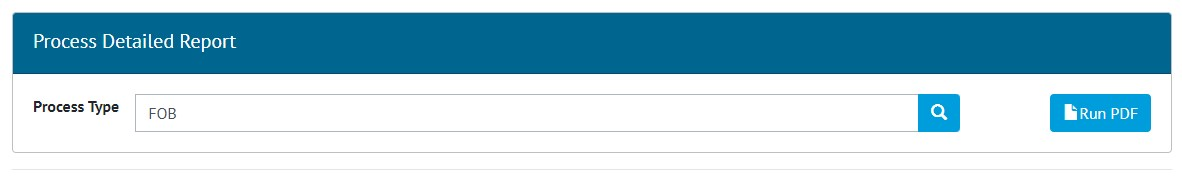 Process Detailed Report
Process Type FOB Run PDF